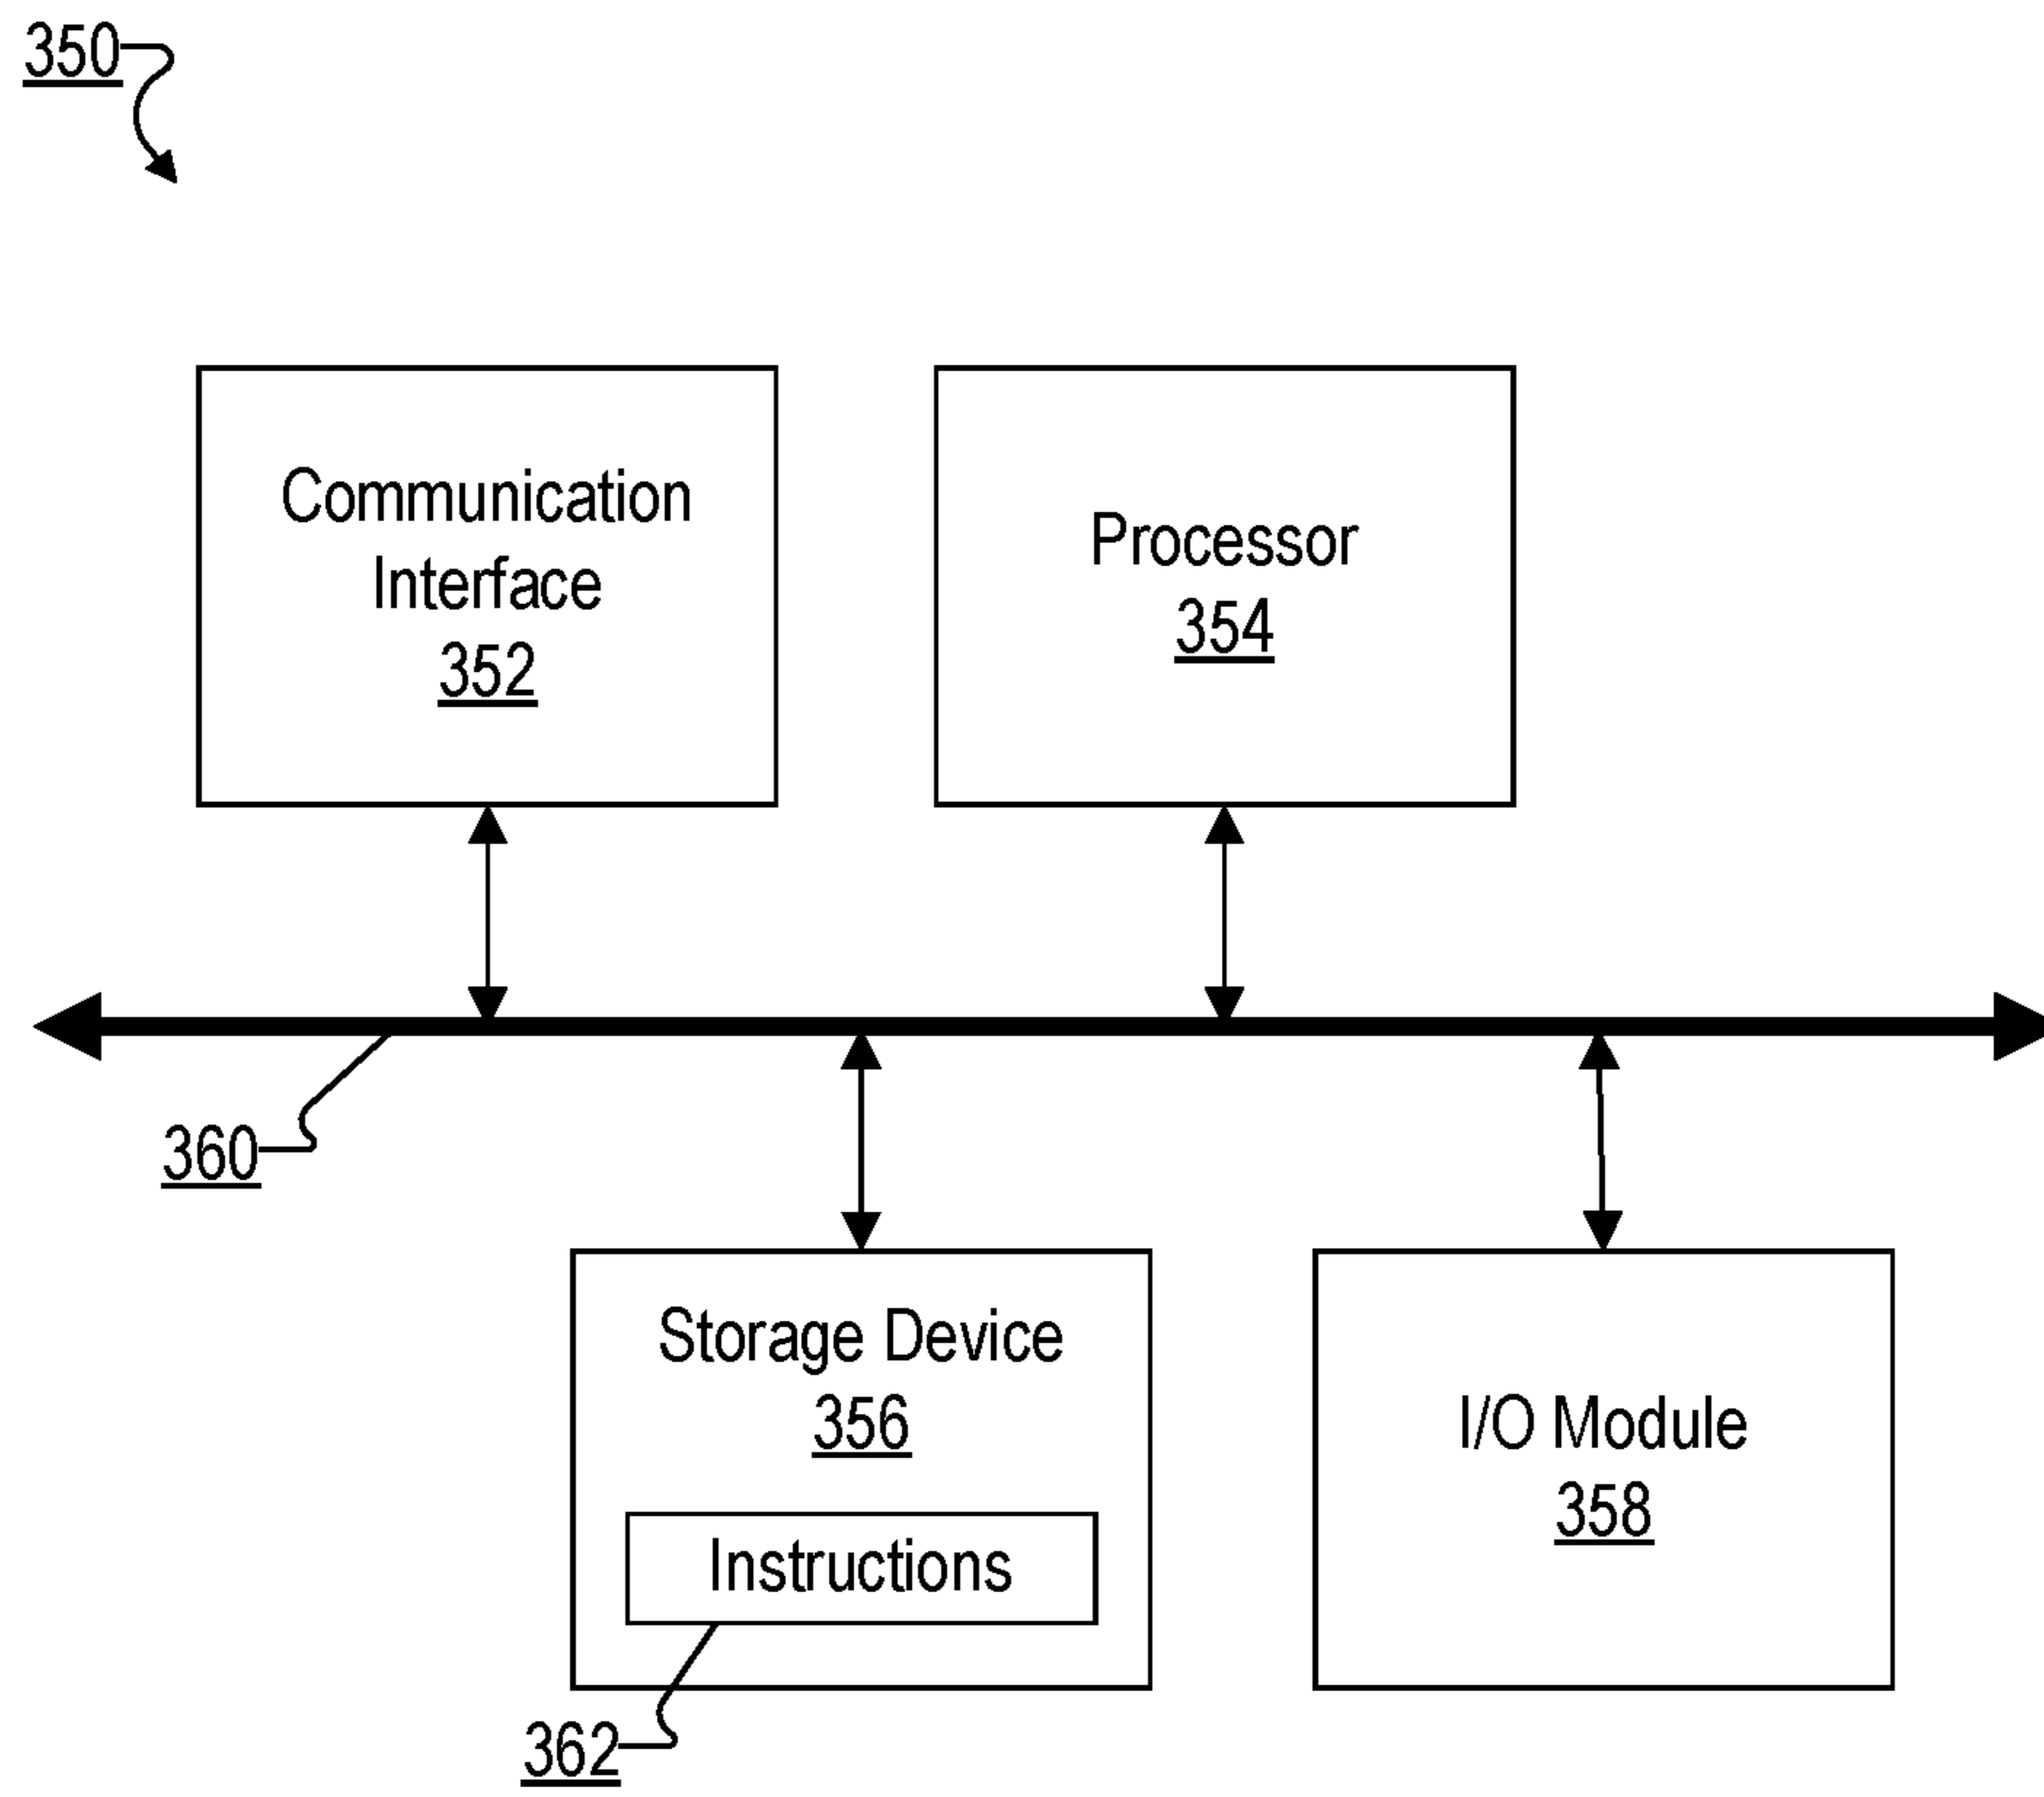 350
Communication
Interface
352
Processor
354
360
Storage Device
356
Instructions
362
I/O Module
358